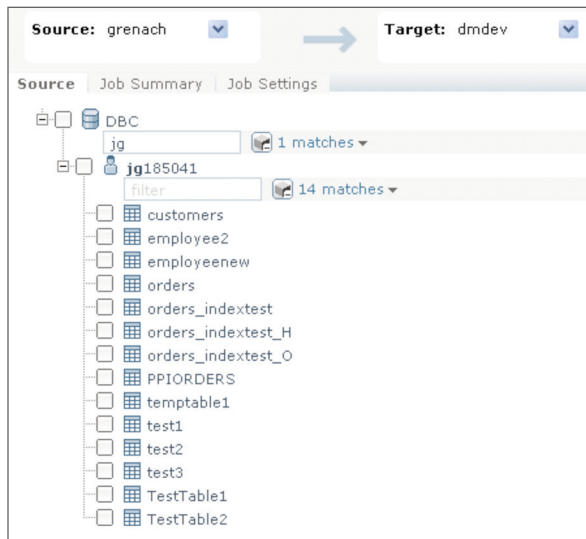 Source: grenach Target: dmdev
Source Job Summary Job Settings
DBC
jg 1 matches
jg185041
filter 14 matches
customers
employee2
employeenew
orders
orders_indextest
orders_indextest_H
orders_indextest_O
PPIORDERS
temptable1
test1
test2
test3
TestTable1
TestTable2